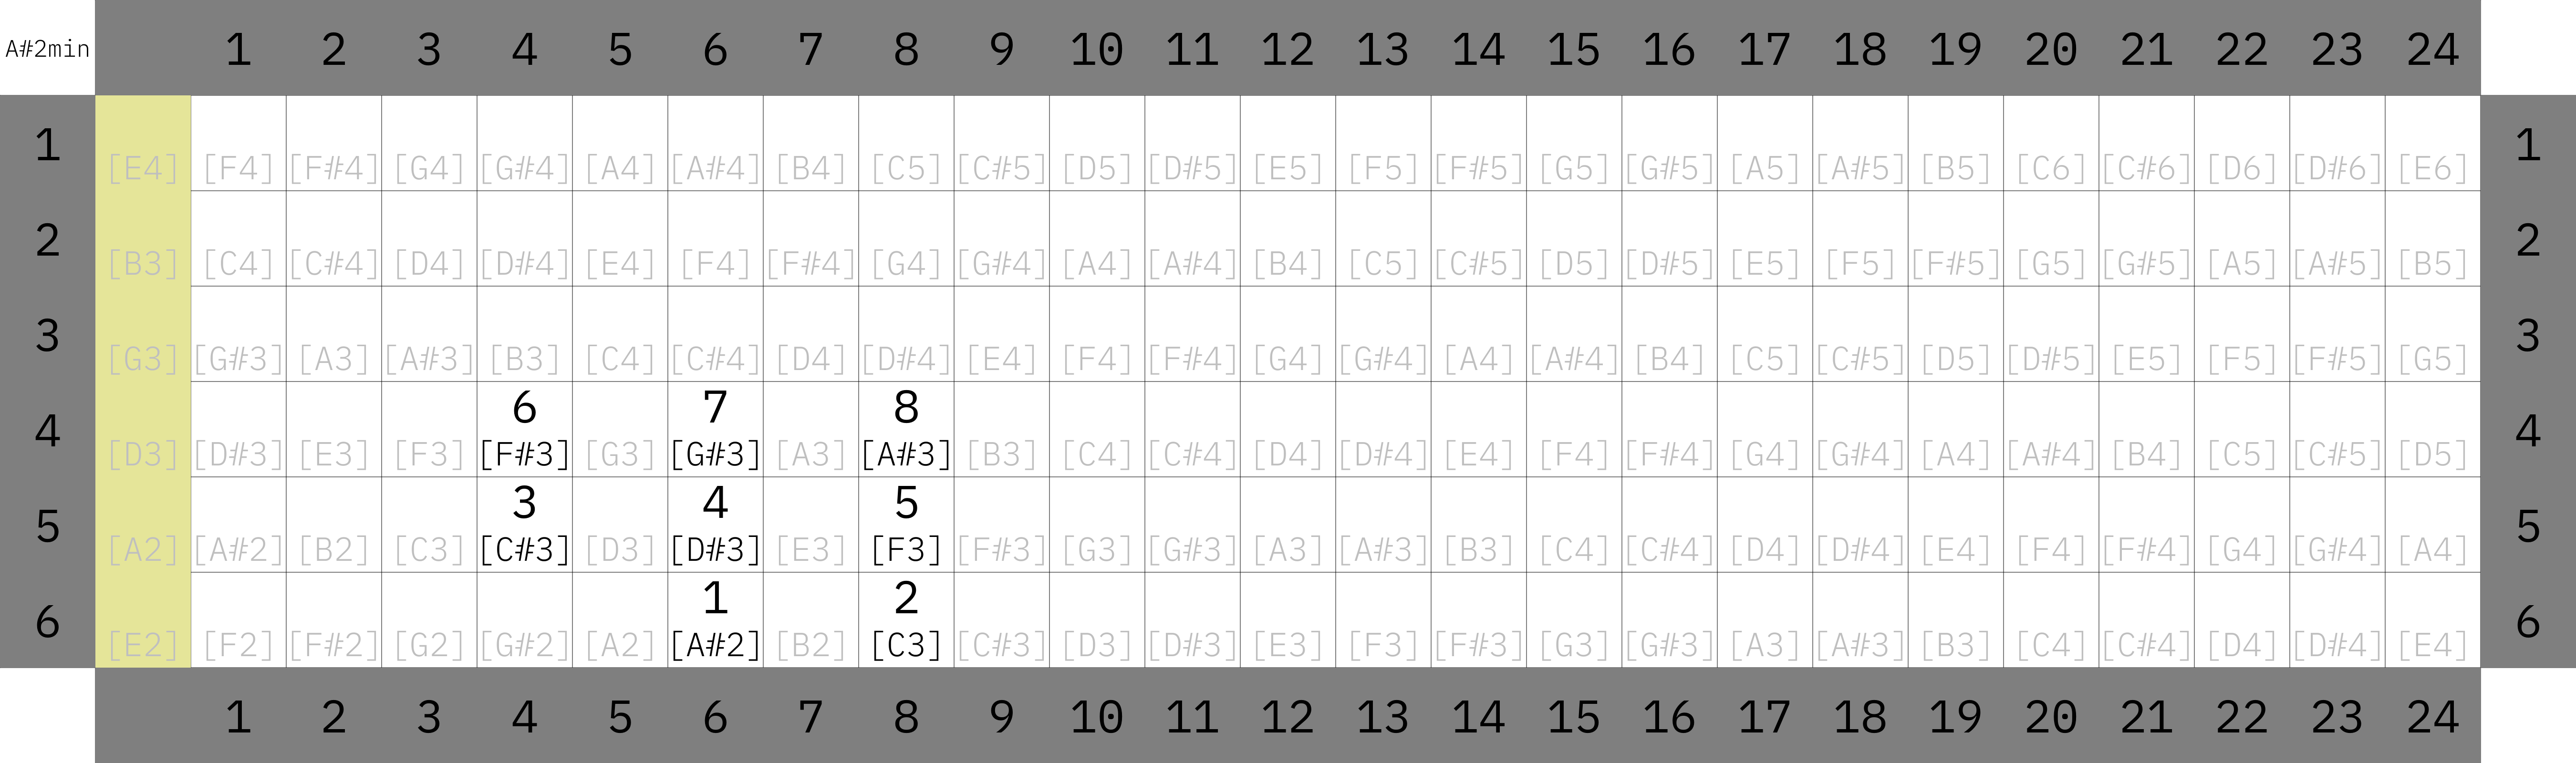 A#2min 1 2 3 4 5 6 7 8 9 10 11 12 13 14 15 16 17 18 19 20 21 22 23 24
1 [E4] [F4] [F#4] [G4] [G#4] [A4] [A#4] [B4] [C5] [C#5] [D5] [D#5] [E5] [F5] [F#5] [G5] [G#5] [A5] [A#5] [B5] [C6] [C#6] [D6] [D#6] [E6] 1
2 [B3] [C4] [C#4] [D4] [D#4] [E4] [F4] [F#4] [G4] [G#4] [A4] [A#4] [B4] [C5] [C#5] [D5] [D#5] [E5] [F5] [F#5] [G5] [G#5] [A5] [A#5] [B5] 2
3 [G3] [G#3] [A3] [A#3] [B3] [C4] [C#4] [D4] [D#4] [E4] [F4] [F#4] [G4] [G#4] [A4] [A#4] [B4] [C5] [C#5] [D5] [D#5] [E5] [F5] [F#5] [G5] 3
6 7 8
4 [D3] [D#3] [E3] [F3] [F#3] [G3] [G#3] [A3] [A#3] [B3] [C4] [C#4] [D4] [D#4] [E4] [F4] [F#4] [G4] [G#4] [A4] [A#4] [B4] [C5] [C#5] [D5] 4
3 4 5
5 [A2] [A#2] [B2] [C3] [C#3] [D3] [D#3] [E3] [F3] [F#3] [G3] [G#3] [A3] [A#3] [B3] [C4] [C#4] [D4] [D#4] [E4] [F4] [F#4] [G4] [G#4] [A4] 5
1 2
6 [E2] [F2] [F#2] [G2] [G#2] [A2] [A#2] [B2] [C3] [C#3] [D3] [D#3] [E3] [F3] [F#3] [G3] [G#3] [A3] [A#3] [B3] [C4] [C#4] [D4] [D#4] [E4] 6
1 2 3 4 5 6 7 8 9 10 11 12 13 14 15 16 17 18 19 20 21 22 23 24